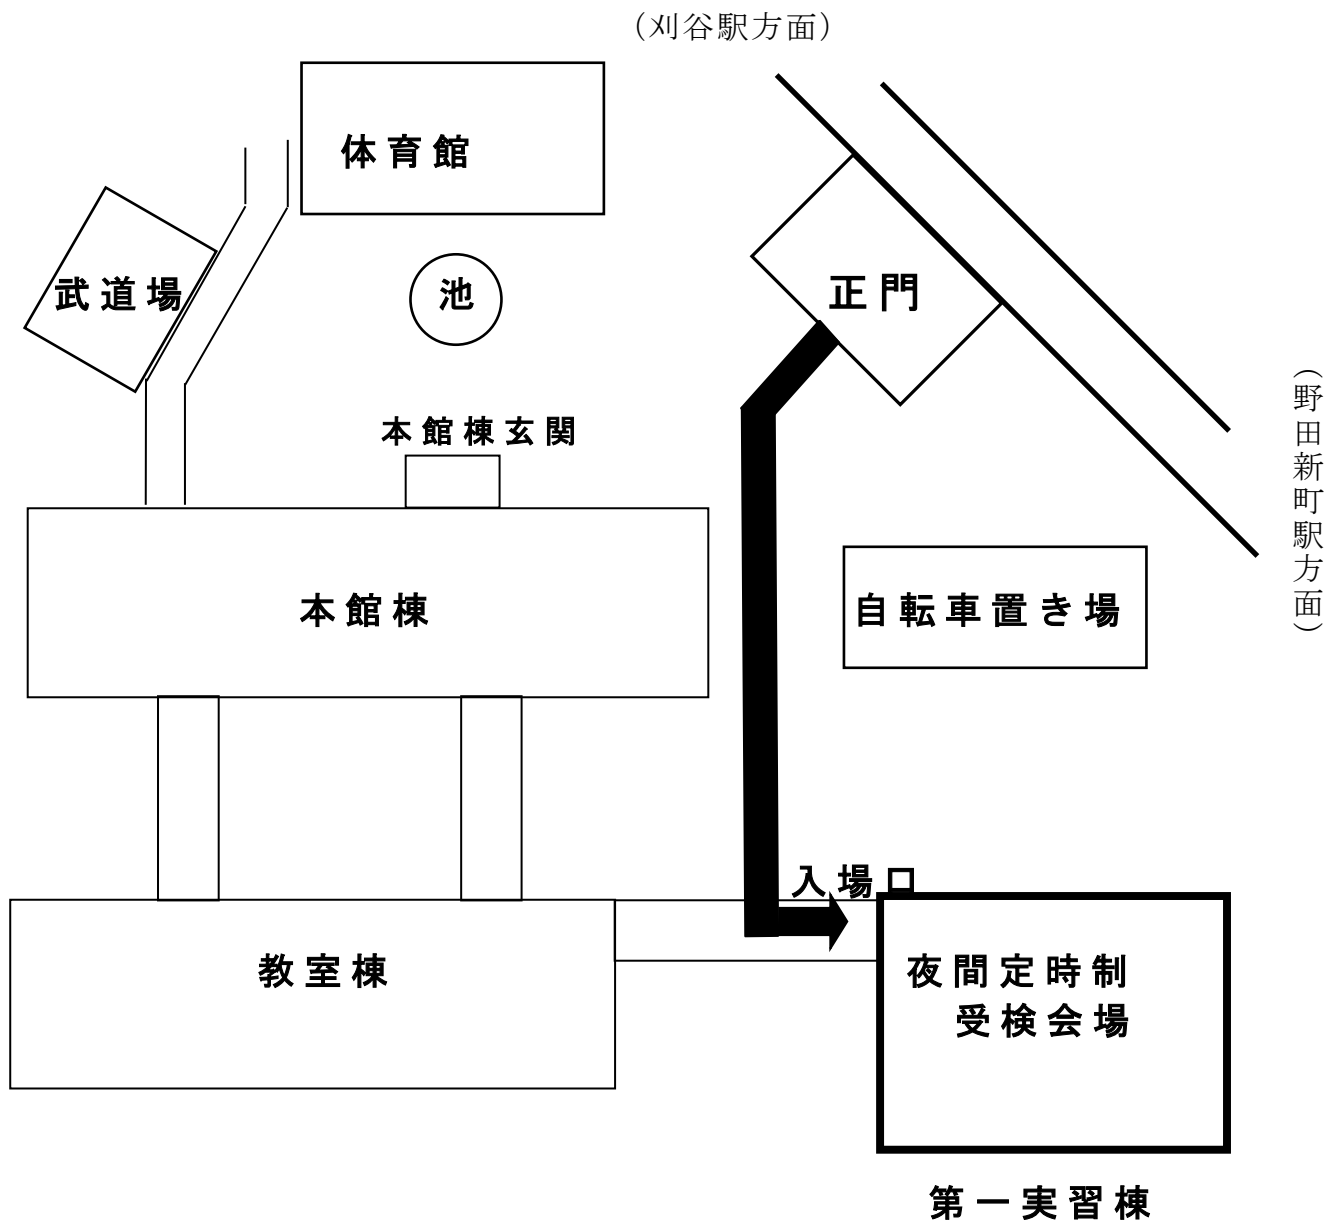 （刈谷駅方面）
体育館
武道場
池
正門
本館棟玄関
（野田新町駅方面）
本館棟
自転車置き場
入場口
教室棟
夜間定時制
受検会場
第一実習棟